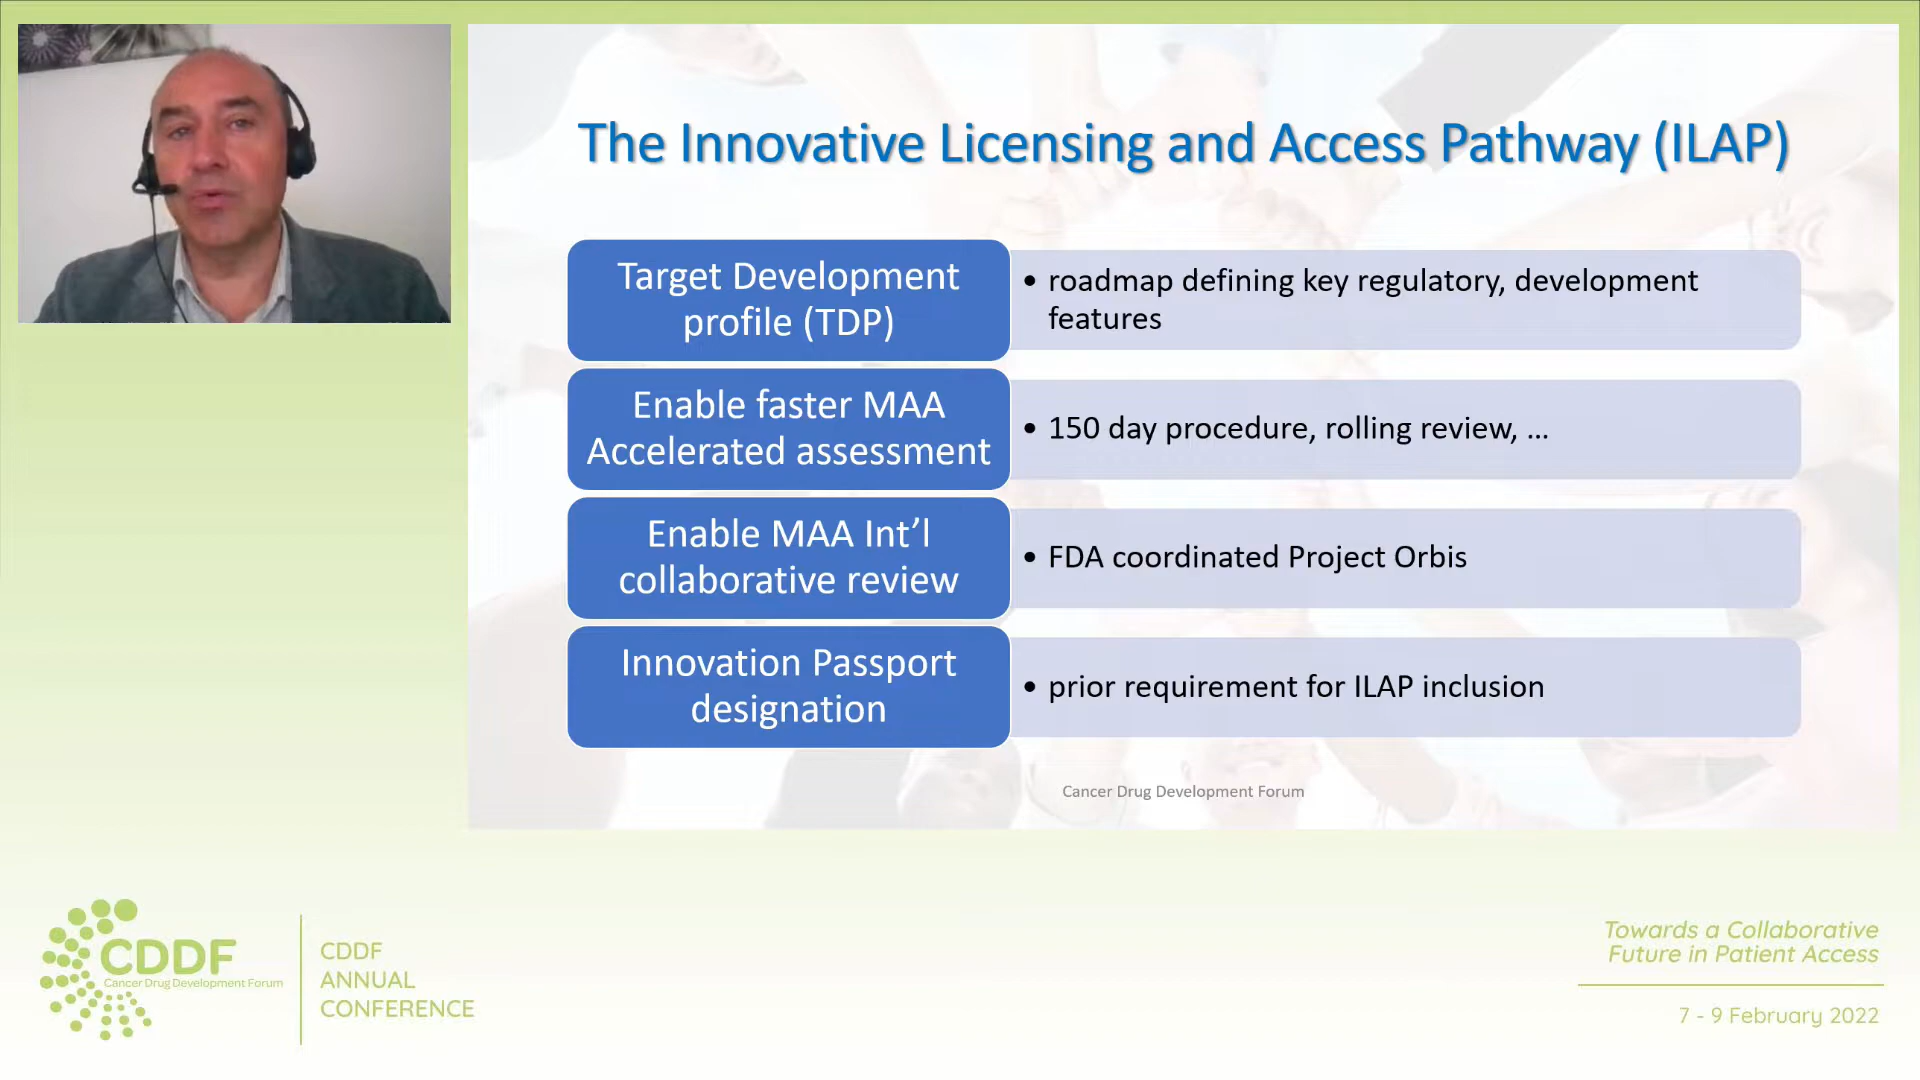 The Innovative Licensing and Access Pathway (ILAP)
Target Development
profile (TDP)
• roadmap defining key regulatory, development
features
Enable faster MAA
Accelerated assessment
• 150 day procedure, rolling review, ...
Enable MAA Int’l
collaborative review
• FDA coordinated Project Orbis
Innovation Passport
designation
• prior requirement for ILAP inclusion
Cancer Drug Development Forum
CDDF
Cancer Drug Development Forum
CDDF
ANNUAL
CONFERENCE
Towards a Collaborative
Future in Patient Access
7 - 9 February 2022